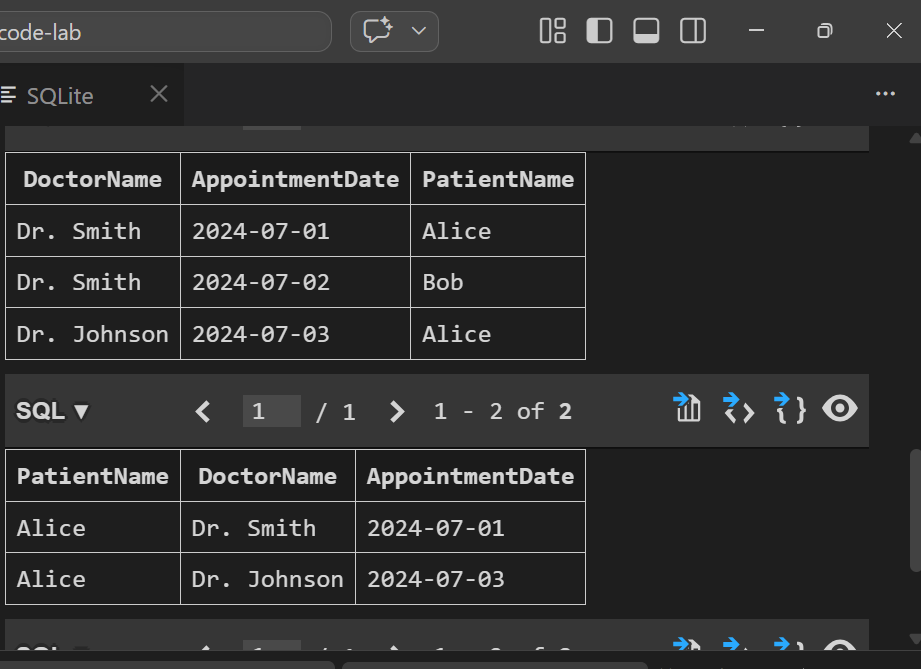 code-lab
SQLite
DoctorName AppointmentDate PatientName
Dr. Smith 2024-07-01 Alice
Dr. Smith 2024-07-02 Bob
Dr. Johnson 2024-07-03 Alice
SQL ▼ < 1 / 1 > 1 - 2 of 2
PatientName DoctorName AppointmentDate
Alice Dr. Smith 2024-07-01
Alice Dr. Johnson 2024-07-03